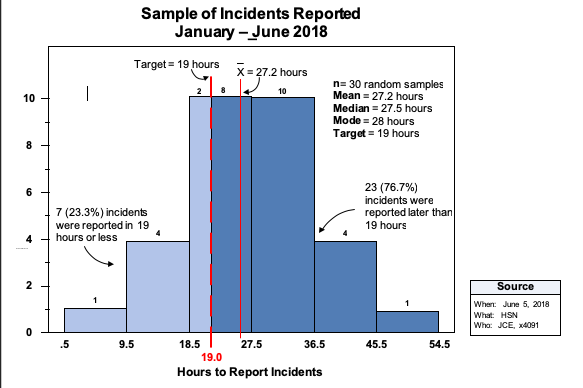 Sample of Incidents Reported
January – June 2018
Target = 19 hours
X = 27.2 hours
n= 30 random samples
Mean = 27.2 hours
Median = 27.5 hours
Mode = 28 hours
Target = 19 hours
10
8
6
4
2
0
2
8
10
7 (23.3%) incidents
were reported in 19
hours or less
23 (76.7%)
incidents were
reported later than
19 hours
4
4
1
1
.5
9.5
18.5
27.5
36.5
45.5
54.5
19.0
Hours to Report Incidents
Source
When: June 5, 2018
What: HSN
Who: JCE, x4091